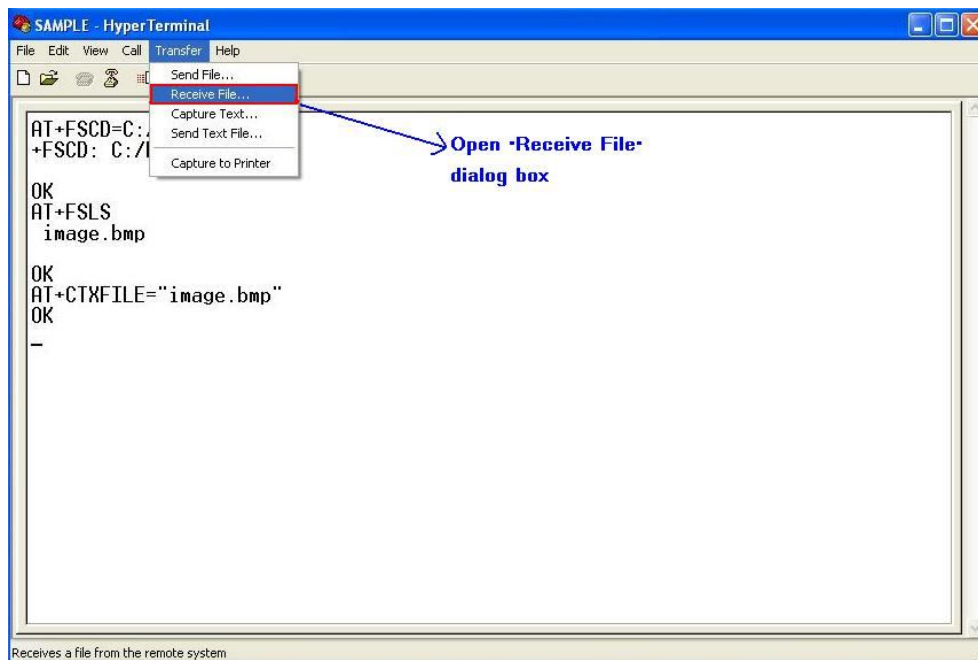 SAMPLE - HyperTerminal
File Edit View Call Transfer Help
Send File...
Receive File...
Capture Text...
Send Text File...
Capture to Printer
AT+FSCD=C:/
+FSCD: C:/
OK
AT+FSLS
image.bmp
OK
AT+CTXFILE="image.bmp"
OK
Open -Receive File-
dialog box
Receives a file from the remote system